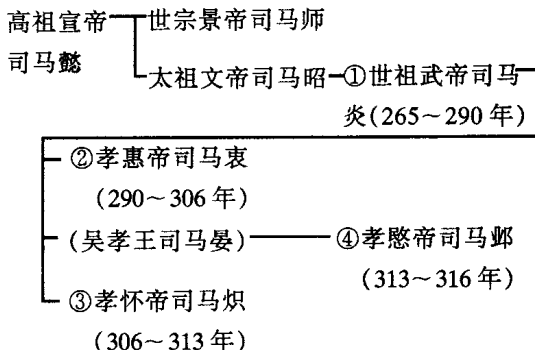 高祖宣帝 世宗景帝司马师
司马懿
太祖文帝司马昭 ①世祖武帝司马
炎(265～290年)
②孝惠帝司马衷
(290～306年)
(吴孝王司马晏) ④孝愍帝司马邺
(313～316年)
③孝怀帝司马炽
(306～313年)